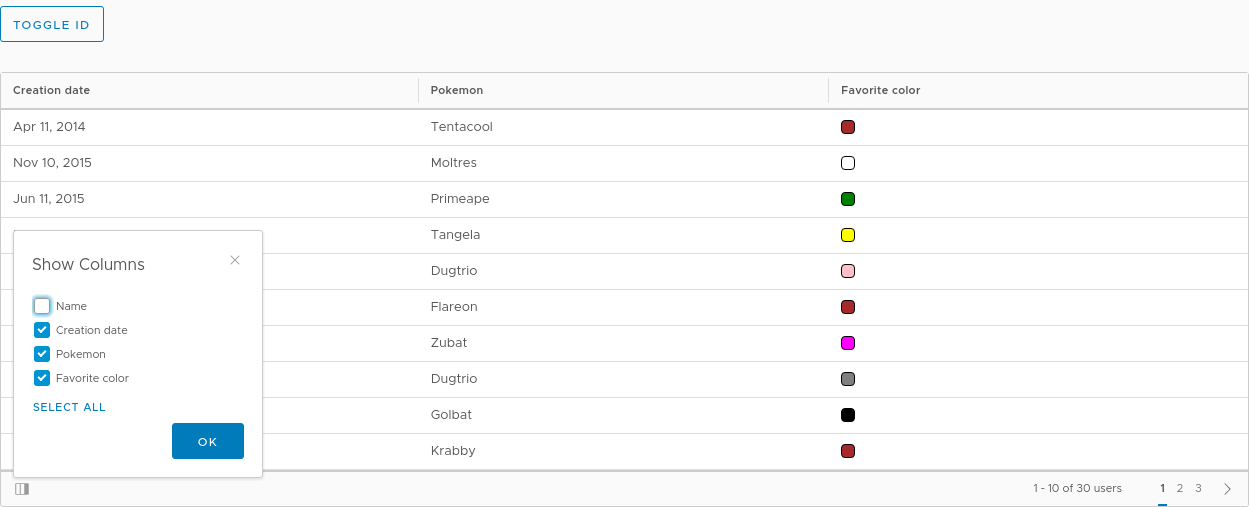 TOGGLE ID
Creation date Pokemon Favorite color
Apr 11, 2014 Tentacool
Nov 10, 2015 Moltres
Jun 11, 2015 Primeape
Tangela
Dugtrio
Flareon
Zubat
Dugtrio
Golbat
Krabby
Show Columns
Name
Creation date
Pokemon
Favorite color
SELECT ALL
OK
1 - 10 of 30 users 1 2 3